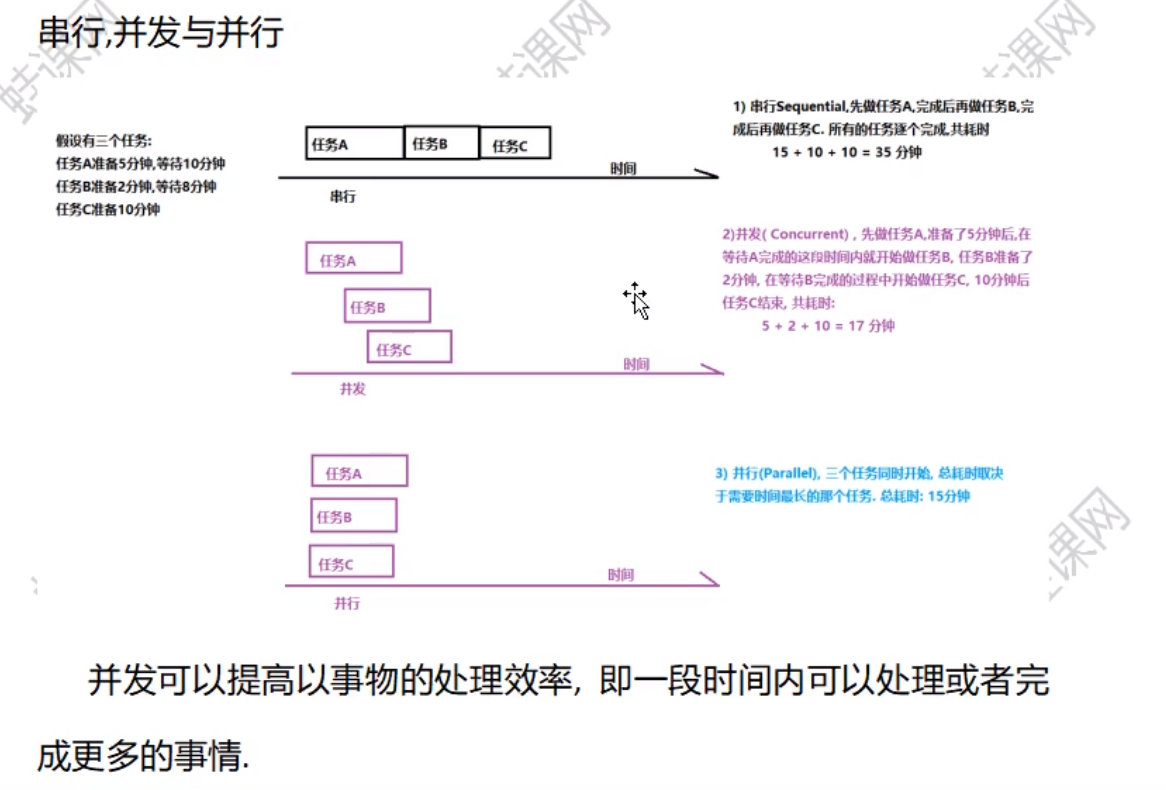 串行,并发与并行
假设有三个任务:
任务A准备5分钟,等待10分钟
任务B准备2分钟,等待8分钟
任务C准备10分钟
任务A
任务B
任务C
时间
串行
1) 串行Sequential,先做任务A,完成后再做任务B,完
成后再做任务C. 所有的任务逐个完成,共耗时
15 + 10 + 10 = 35 分钟
任务A
任务B
任务C
时间
并发
2)并发( Concurrent) , 先做任务A,准备了5分钟后,在
等待A完成的这段时间内就开始做任务B, 任务B准备了
2分钟, 在等待B完成的过程中开始做任务C, 10分钟后
任务C结束, 共耗时:
5 + 2 + 10 = 17 分钟
任务A
任务B
任务C
时间
并行
3) 并行(Parallel), 三个任务同时开始, 总耗时取决
于需要时间最长的那个任务. 总耗时: 15分钟
并发可以提高以事物的处理效率, 即一段时间内可以处理或者完
成更多的事情.
蛙课网
课网
课网
课网